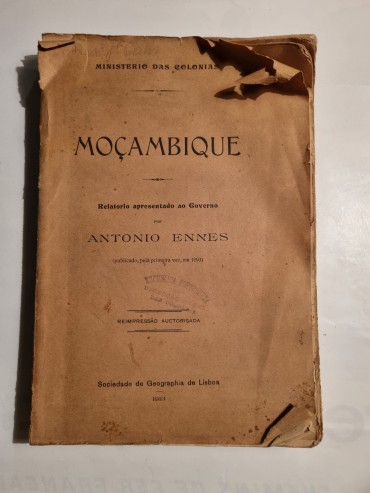 MINISTERIO DAS COLONIAS
MOÇAMBIQUE
Relatorio apresentado ao Governo
POR
ANTONIO ENNES
(publicado, pela primeira vez, em 1893)
REIMPRESSÃO AUCTORISADA
Sociedade de Geographia de Lisboa